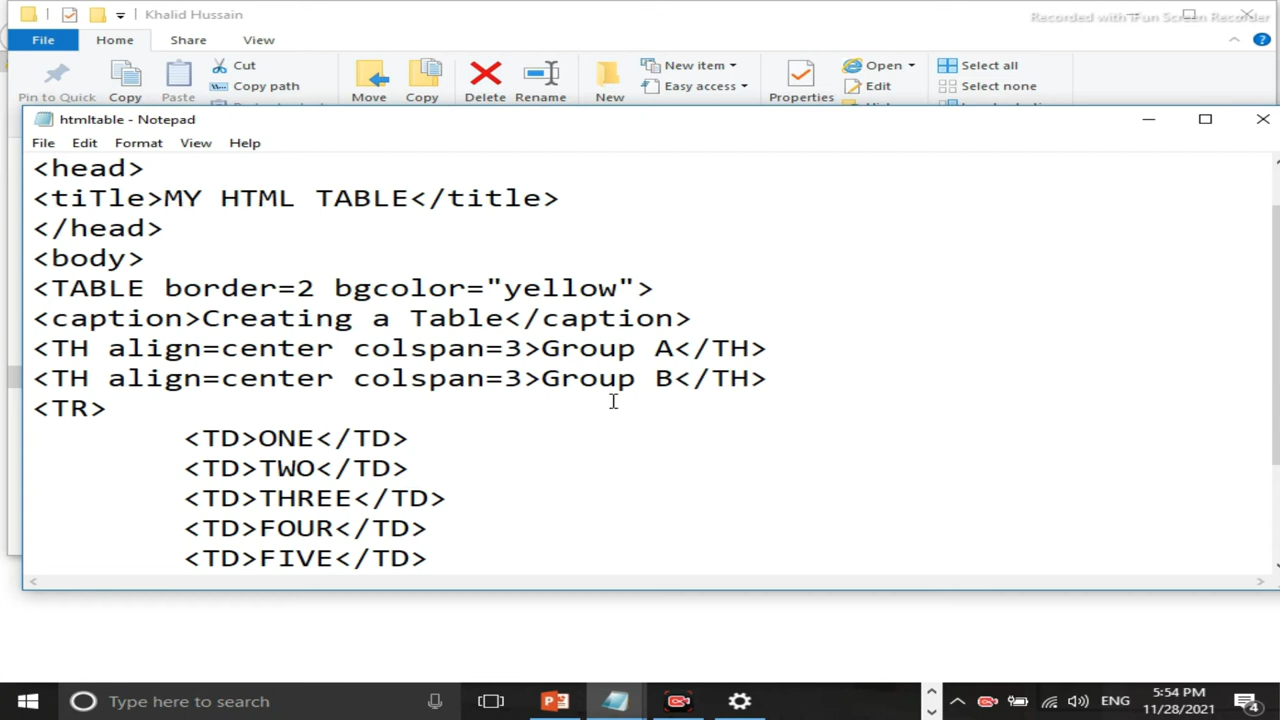 Khalid Hussain
Recorded with iFun Screen Recorder
File Home Share View
Pin to Quick Copy Paste Cut Copy path Move Copy Delete Rename New New item Easy access Properties Open Edit Select all Select none
htmltable - Notepad
File Edit Format View Help
<head>
<tiTle>MY HTML TABLE</title>
</head>
<body>
<TABLE border=2 bgcolor="yellow">
<caption>Creating a Table</caption>
<TH align=center colspan=3>Group A</TH>
<TH align=center colspan=3>Group B</TH>
<TR>
<TD>ONE</TD>
<TD>TWO</TD>
<TD>THREE</TD>
<TD>FOUR</TD>
<TD>FIVE</TD>
Type here to search
ENG
5:54 PM
11/28/2021
4